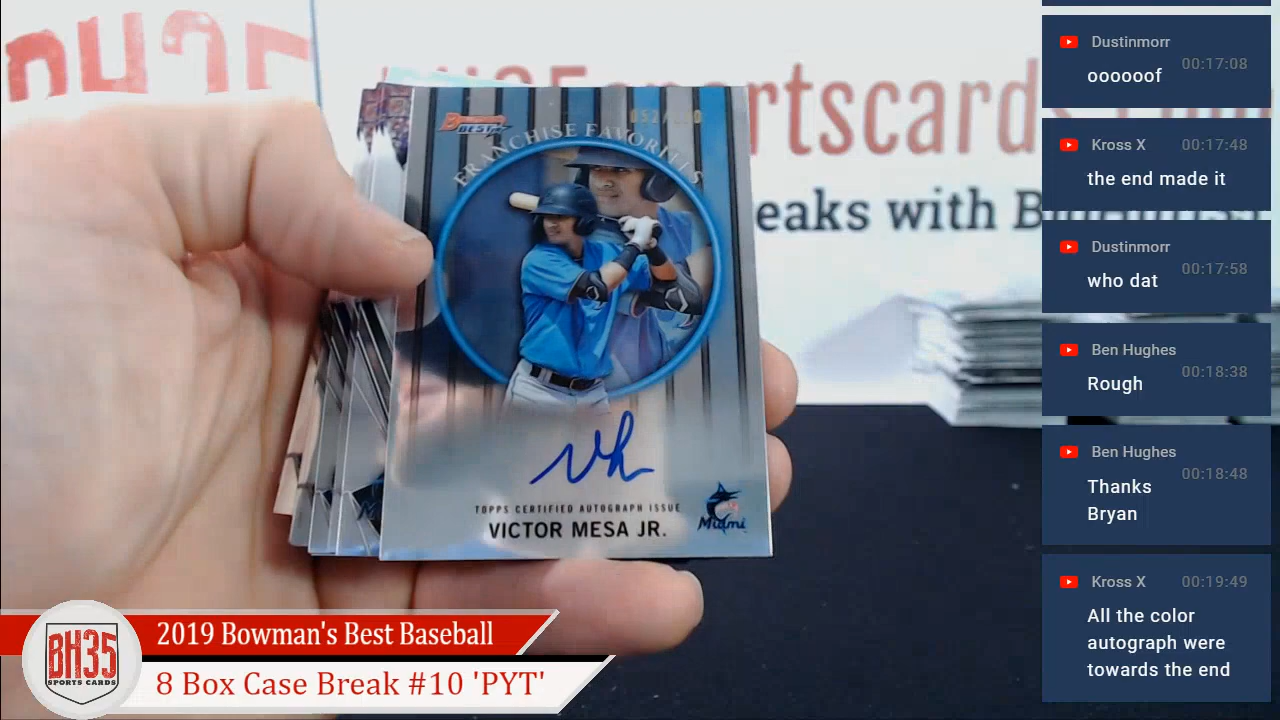 sportscards
Breaks with B
BOWMAN'S
BEST
FRANCHISE FAVORITES
TOPPS CERTIFIED AUTOGRAPH ISSUE
VICTOR MESA JR.
Miami
BH35
SPORTS CARDS
2019 Bowman's Best Baseball
8 Box Case Break #10 'PYT'
Dustinmorr
00:17:08
oooooof
Kross X
00:17:48
the end made it
Dustinmorr
00:17:58
who dat
Ben Hughes
00:18:38
Rough
Ben Hughes
00:18:48
Thanks
Bryan
Kross X
00:19:49
All the color
autograph were
towards the end